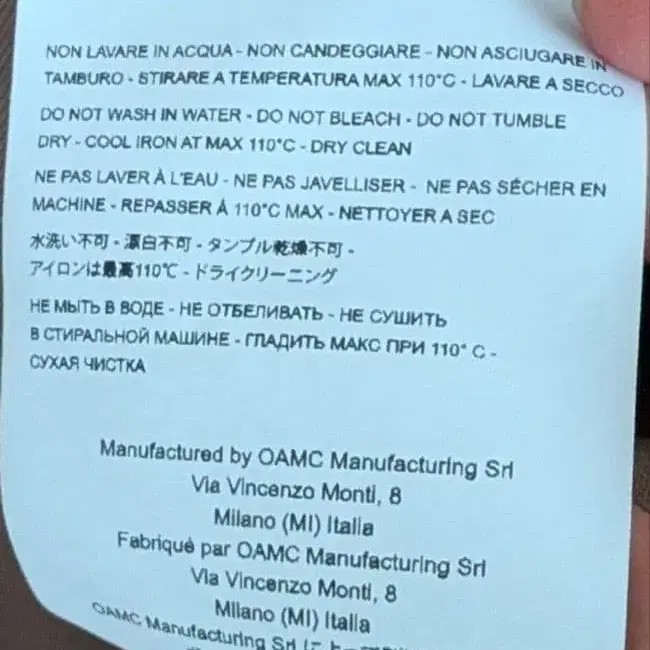 NON LAVARE IN ACQUA - NON CANDEGGIARE - NON ASCIUGARE IN
TAMBURO - STIRARE A TEMPERATURA MAX 110°C - LAVARE A SECCO
DO NOT WASH IN WATER - DO NOT BLEACH - DO NOT TUMBLE
DRY - COOL IRON AT MAX 110°C - DRY CLEAN
NE PAS LAVER À L'EAU - NE PAS JAVELLISER - NE PAS SÉCHER EN
MACHINE - REPASSER À 110°C MAX - NETTOYER A SEC
水洗い不可 - 漂白不可 - タンブル乾燥不可 -
アイロンは最高110℃ - ドライクリーニング
НЕ МЫТЬ В ВОДЕ - НЕ ОТБЕЛИВАТЬ - НЕ СУШИТЬ
В СТИРАЛЬНОЙ МАШИНЕ - ГЛАДИТЬ МАКС ПРИ 110° C -
СУХАЯ ЧИСТКА
Manufactured by OAMC Manufacturing Srl
Via Vincenzo Monti, 8
Milano (MI) Italia
Fabriqué par OAMC Manufacturing Srl
Via Vincenzo Monti, 8
Milano (MI) Italia
OAMC Manufacturing Srl